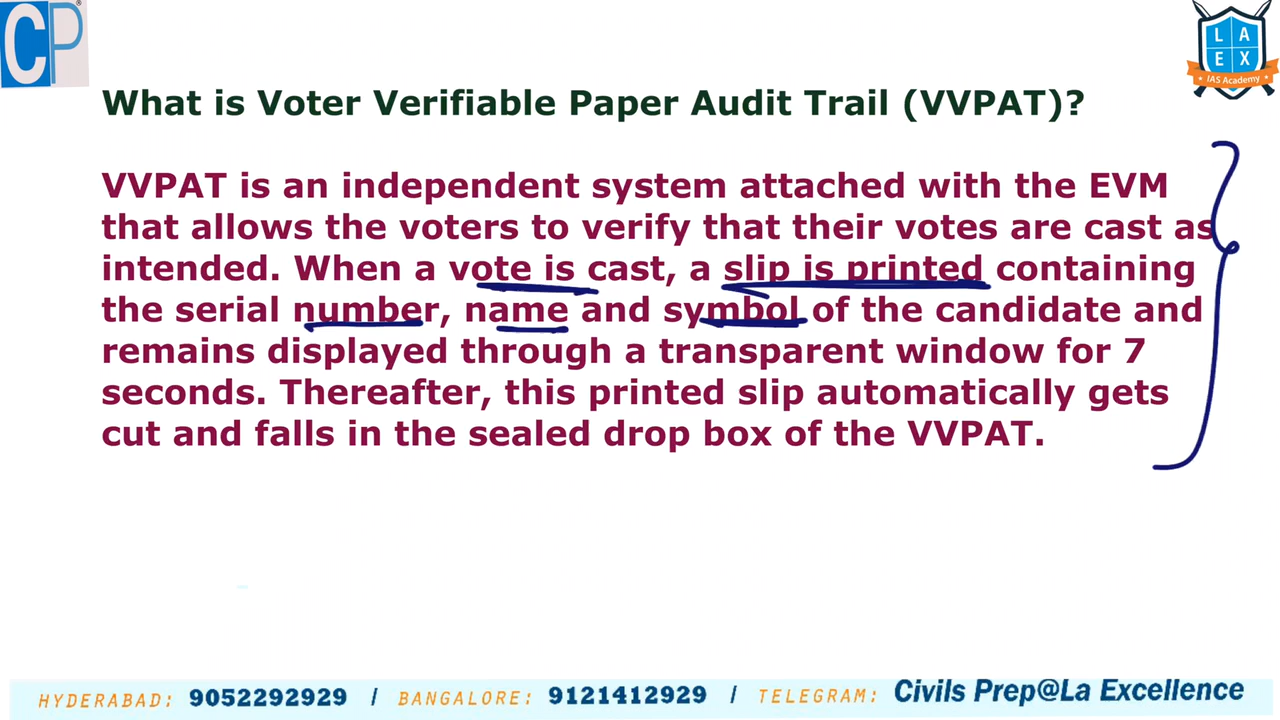 CP®
L A
E X
IAS Academy
What is Voter Verifiable Paper Audit Trail (VVPAT)?
VVPAT is an independent system attached with the EVM
that allows the voters to verify that their votes are cast as
intended. When a vote is cast, a slip is printed containing
the serial number, name and symbol of the candidate and
remains displayed through a transparent window for 7
seconds. Thereafter, this printed slip automatically gets
cut and falls in the sealed drop box of the VVPAT.
HYDERABAD: 9052292929 / BANGALORE: 9121412929 / TELEGRAM: Civils Prep@La Excellence